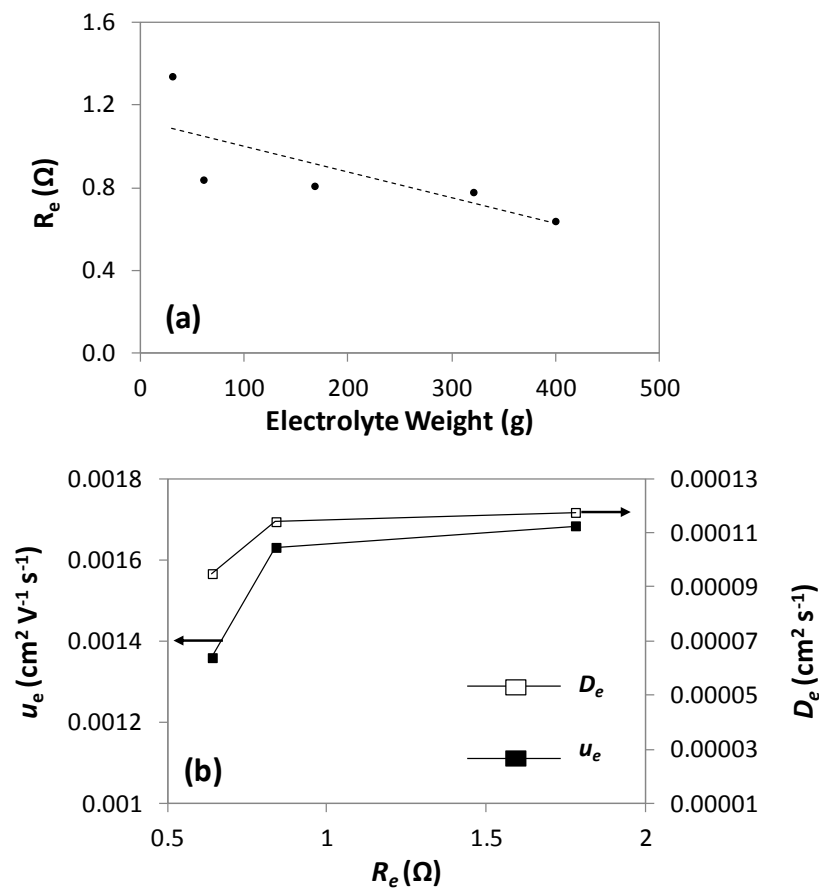 1.6
1.2
0.8
0.4
0.0
Rₑ (Ω)
(a)
0 100 200 300 400 500
Electrolyte Weight (g)
0.0018
0.0016
0.0014
0.0012
0.001
uₑ (cm² V⁻¹ s⁻¹)
0.00013
0.00011
0.00009
0.00007
0.00005
0.00003
0.00001
Dₑ (cm² s⁻¹)
Dₑ
uₑ
(b)
0.5 1 1.5 2
Rₑ (Ω)